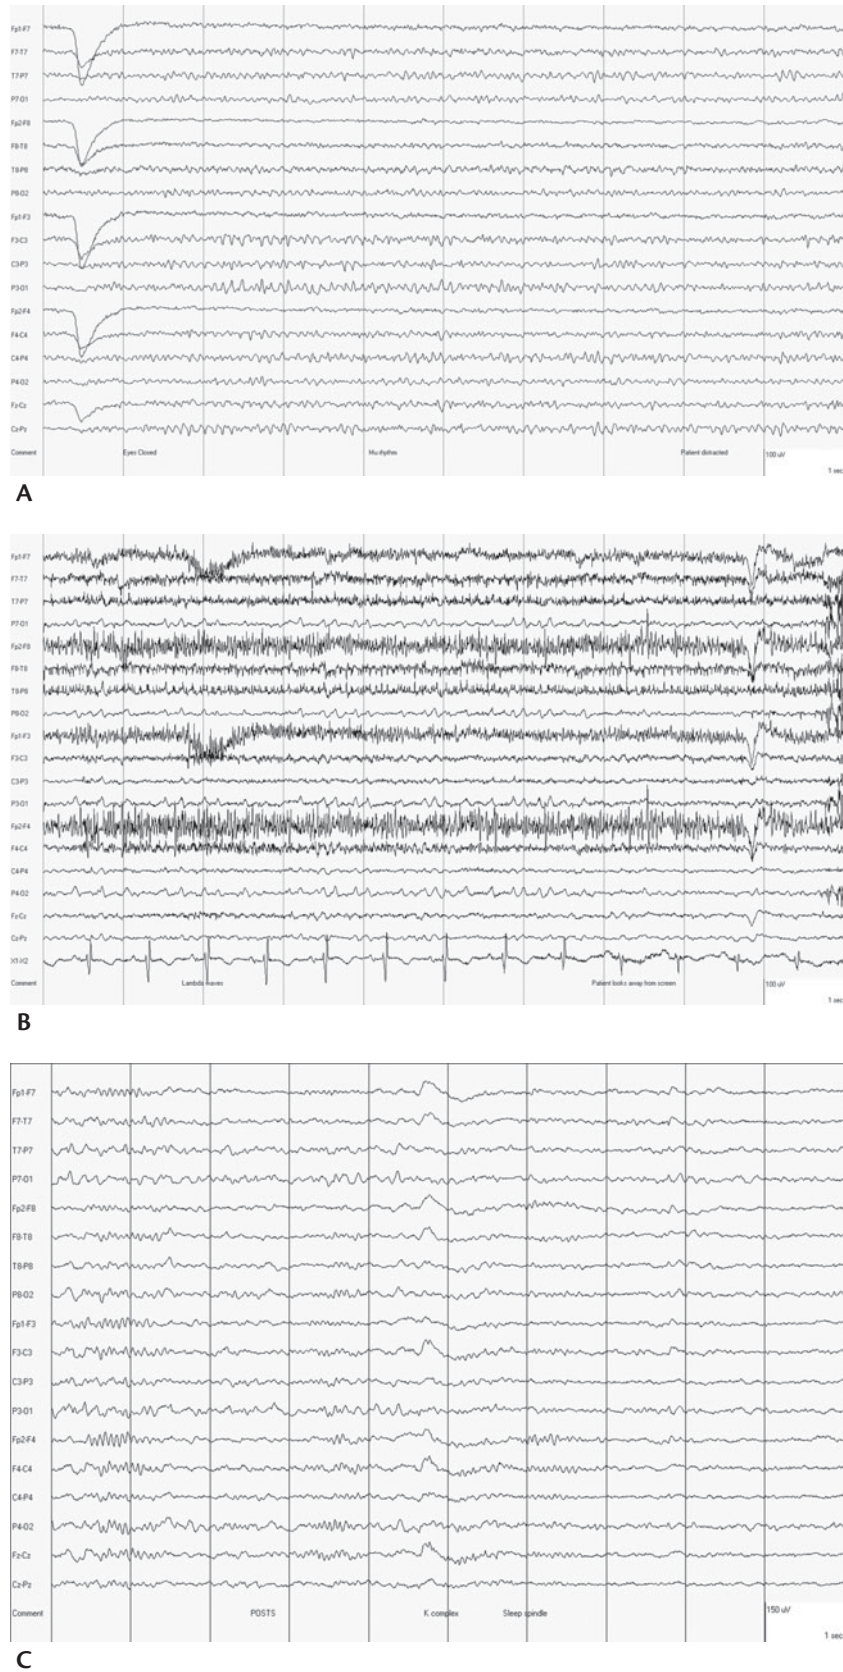 Fp1-F7
F7-T7
T7-P7
P7-O1
Fp2-F8
F8-T8
T8-P8
P8-O2
Fp1-F3
F3-C3
C3-P3
P3-O1
Fp2-F4
F4-C4
C4-P4
P4-O2
Fz-Cz
Cz-Pz
Comment Eyes Closed Mu rhythm Patient distracted 100 uV
1 sec
A
Fp1-F7
F7-T7
T7-P7
P7-O1
Fp2-F8
F8-T8
T8-P8
P8-O2
Fp1-F3
F3-C3
C3-P3
P3-O1
Fp2-F4
F4-C4
C4-P4
P4-O2
Fz-Cz
Cz-Pz
X1-X2
Comment Lambda waves Patient looks away from screen 100 uV
1 sec
B
Fp1-F7
F7-T7
T7-P7
P7-O1
Fp2-F8
F8-T8
T8-P8
P8-O2
Fp1-F3
F3-C3
C3-P3
P3-O1
Fp2-F4
F4-C4
C4-P4
P4-O2
Fz-Cz
Cz-Pz
Comment POSTS K complex Sleep spindle 150 uV
1 sec
C